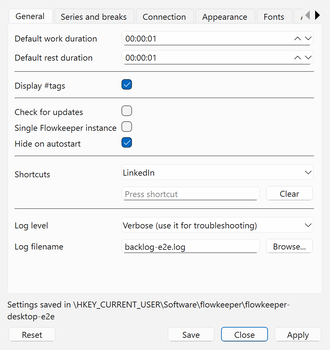 General Series and breaks Connection Appearance Fonts
Default work duration 00:00:01
Default rest duration 00:00:01
Display #tags
Check for updates
Single Flowkeeper instance
Hide on autostart
Shortcuts LinkedIn
Press shortcut Clear
Log level Verbose (use it for troubleshooting)
Log filename backlog-e2e.log Browse...
Settings saved in \HKEY_CURRENT_USER\Software\flowkeeper\flowkeeper-
desktop-e2e
Reset Save Close Apply